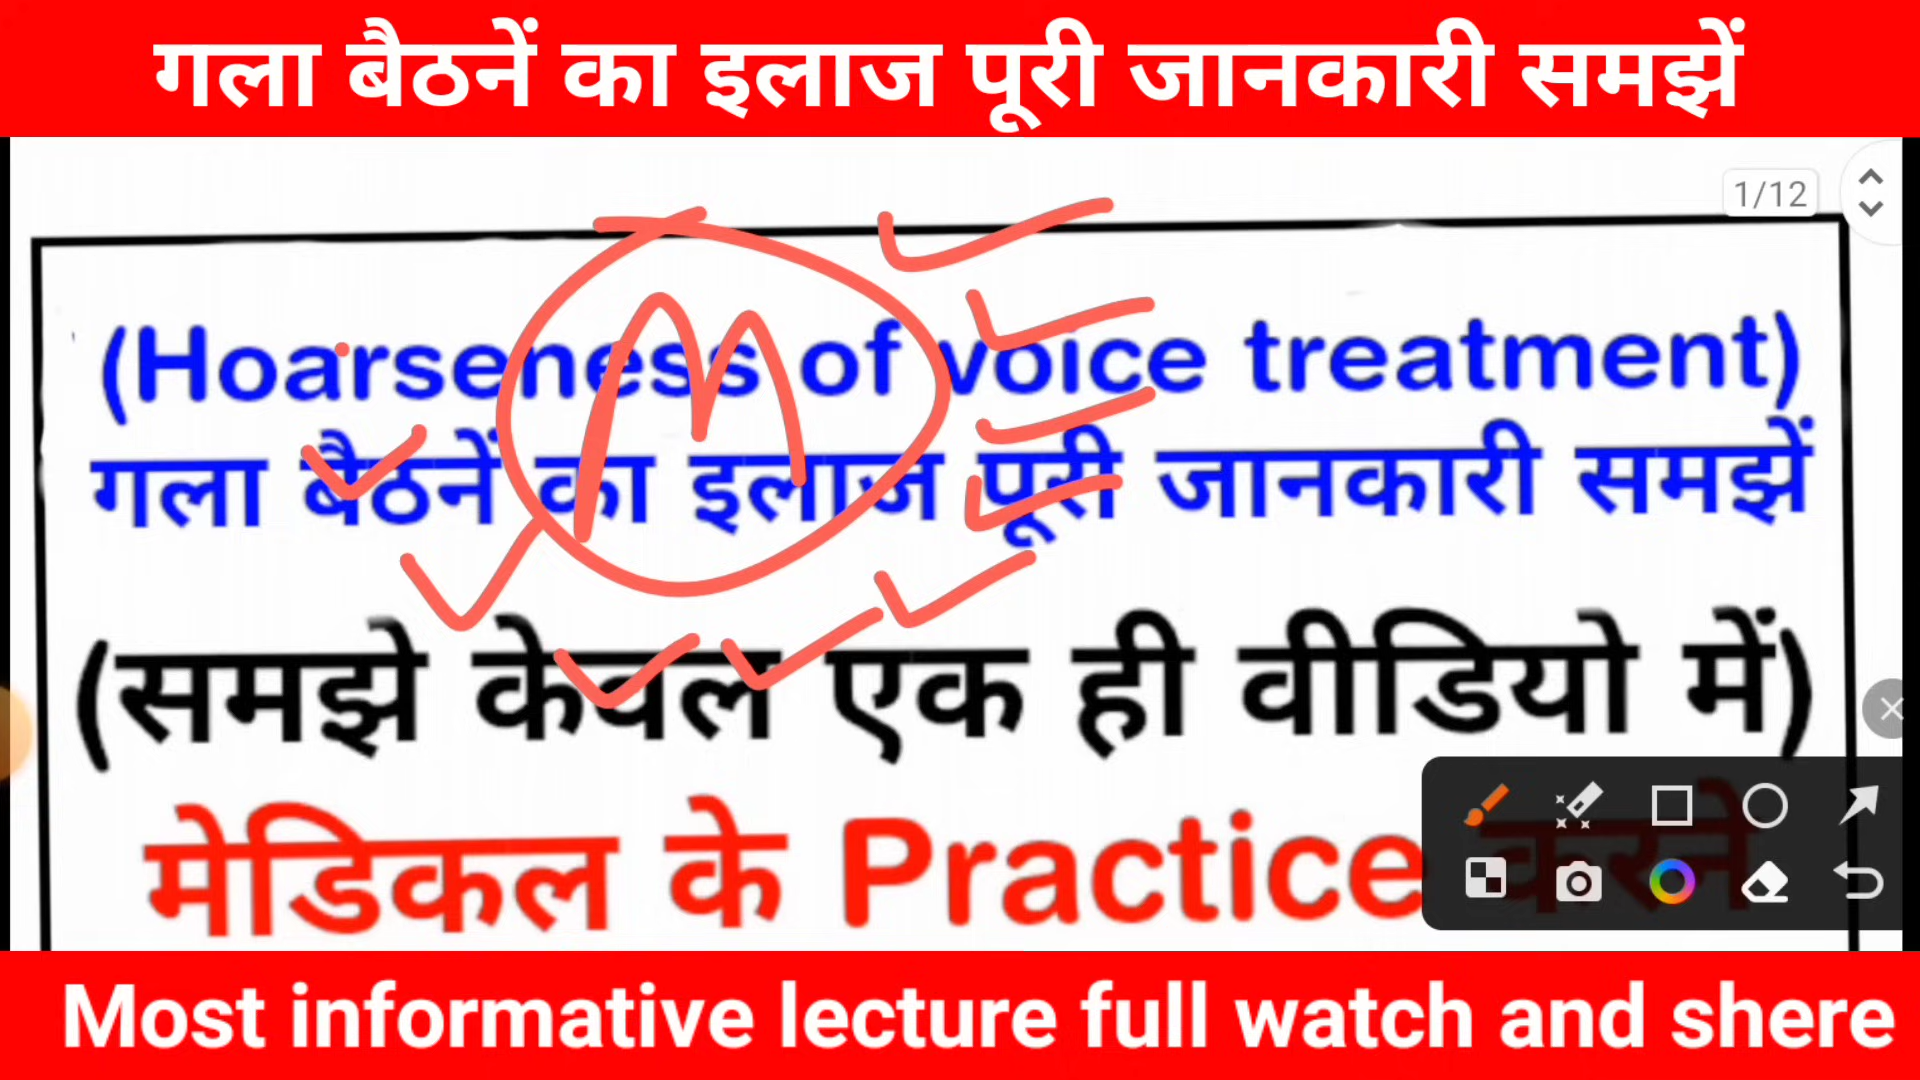 गला बैठनें का इलाज पूरी जानकारी समझें
1/12
(Hoarseness of voice treatment)
गला बैठनें का इलाज पूरी जानकारी समझें
M
(समझे केवल एक ही वीडियो में)
मेडिकल के Practice करने
Most informative lecture full watch and shere